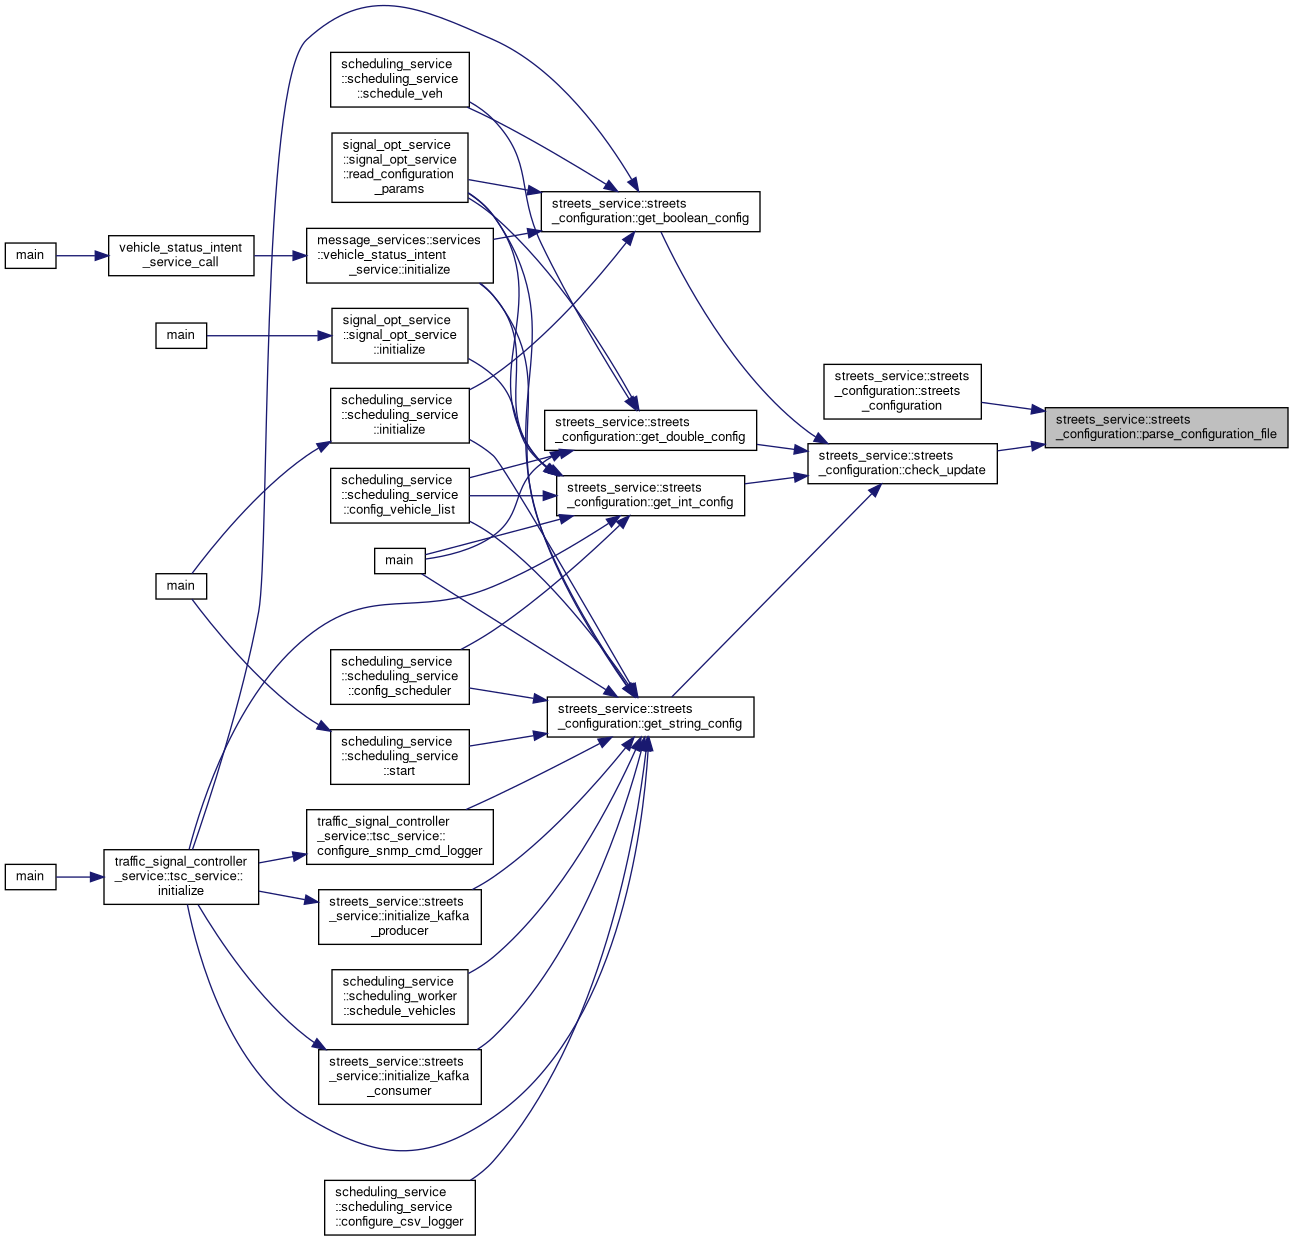 scheduling_service
::scheduling_service
::schedule_veh
signal_opt_service
::signal_opt_service
::read_configuration
_params
streets_service::streets
_configuration::get_boolean_config
message_services::services
::vehicle_status_intent
_service::initialize
vehicle_status_intent
_service_call
main
signal_opt_service
::signal_opt_service
::initialize
main
scheduling_service
::scheduling_service
::initialize
streets_service::streets
_configuration::streets
_configuration
streets_service::streets
_configuration::parse_configuration_file
streets_service::streets
_configuration::get_double_config
streets_service::streets
_configuration::check_update
scheduling_service
::scheduling_service
::config_vehicle_list
streets_service::streets
_configuration::get_int_config
main
main
scheduling_service
::scheduling_service
::config_scheduler
streets_service::streets
_configuration::get_string_config
scheduling_service
::scheduling_service
::start
traffic_signal_controller
_service::tsc_service::
configure_snmp_cmd_logger
main
traffic_signal_controller
_service::tsc_service::
initialize
streets_service::streets
_service::initialize_kafka
_producer
scheduling_service
::scheduling_worker
::schedule_vehicles
streets_service::streets
_service::initialize_kafka
_consumer
scheduling_service
::scheduling_service
::configure_csv_logger